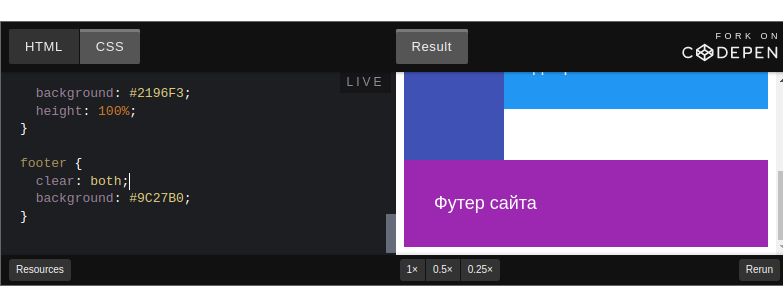 HTML
CSS
Result
FORK ON
CODEPEN
LIVE
background: #2196F3;
height: 100%;
}
footer {
clear: both;
background: #9C27B0;
}
Футер сайта
Resources
1×
0.5×
0.25×
Rerun